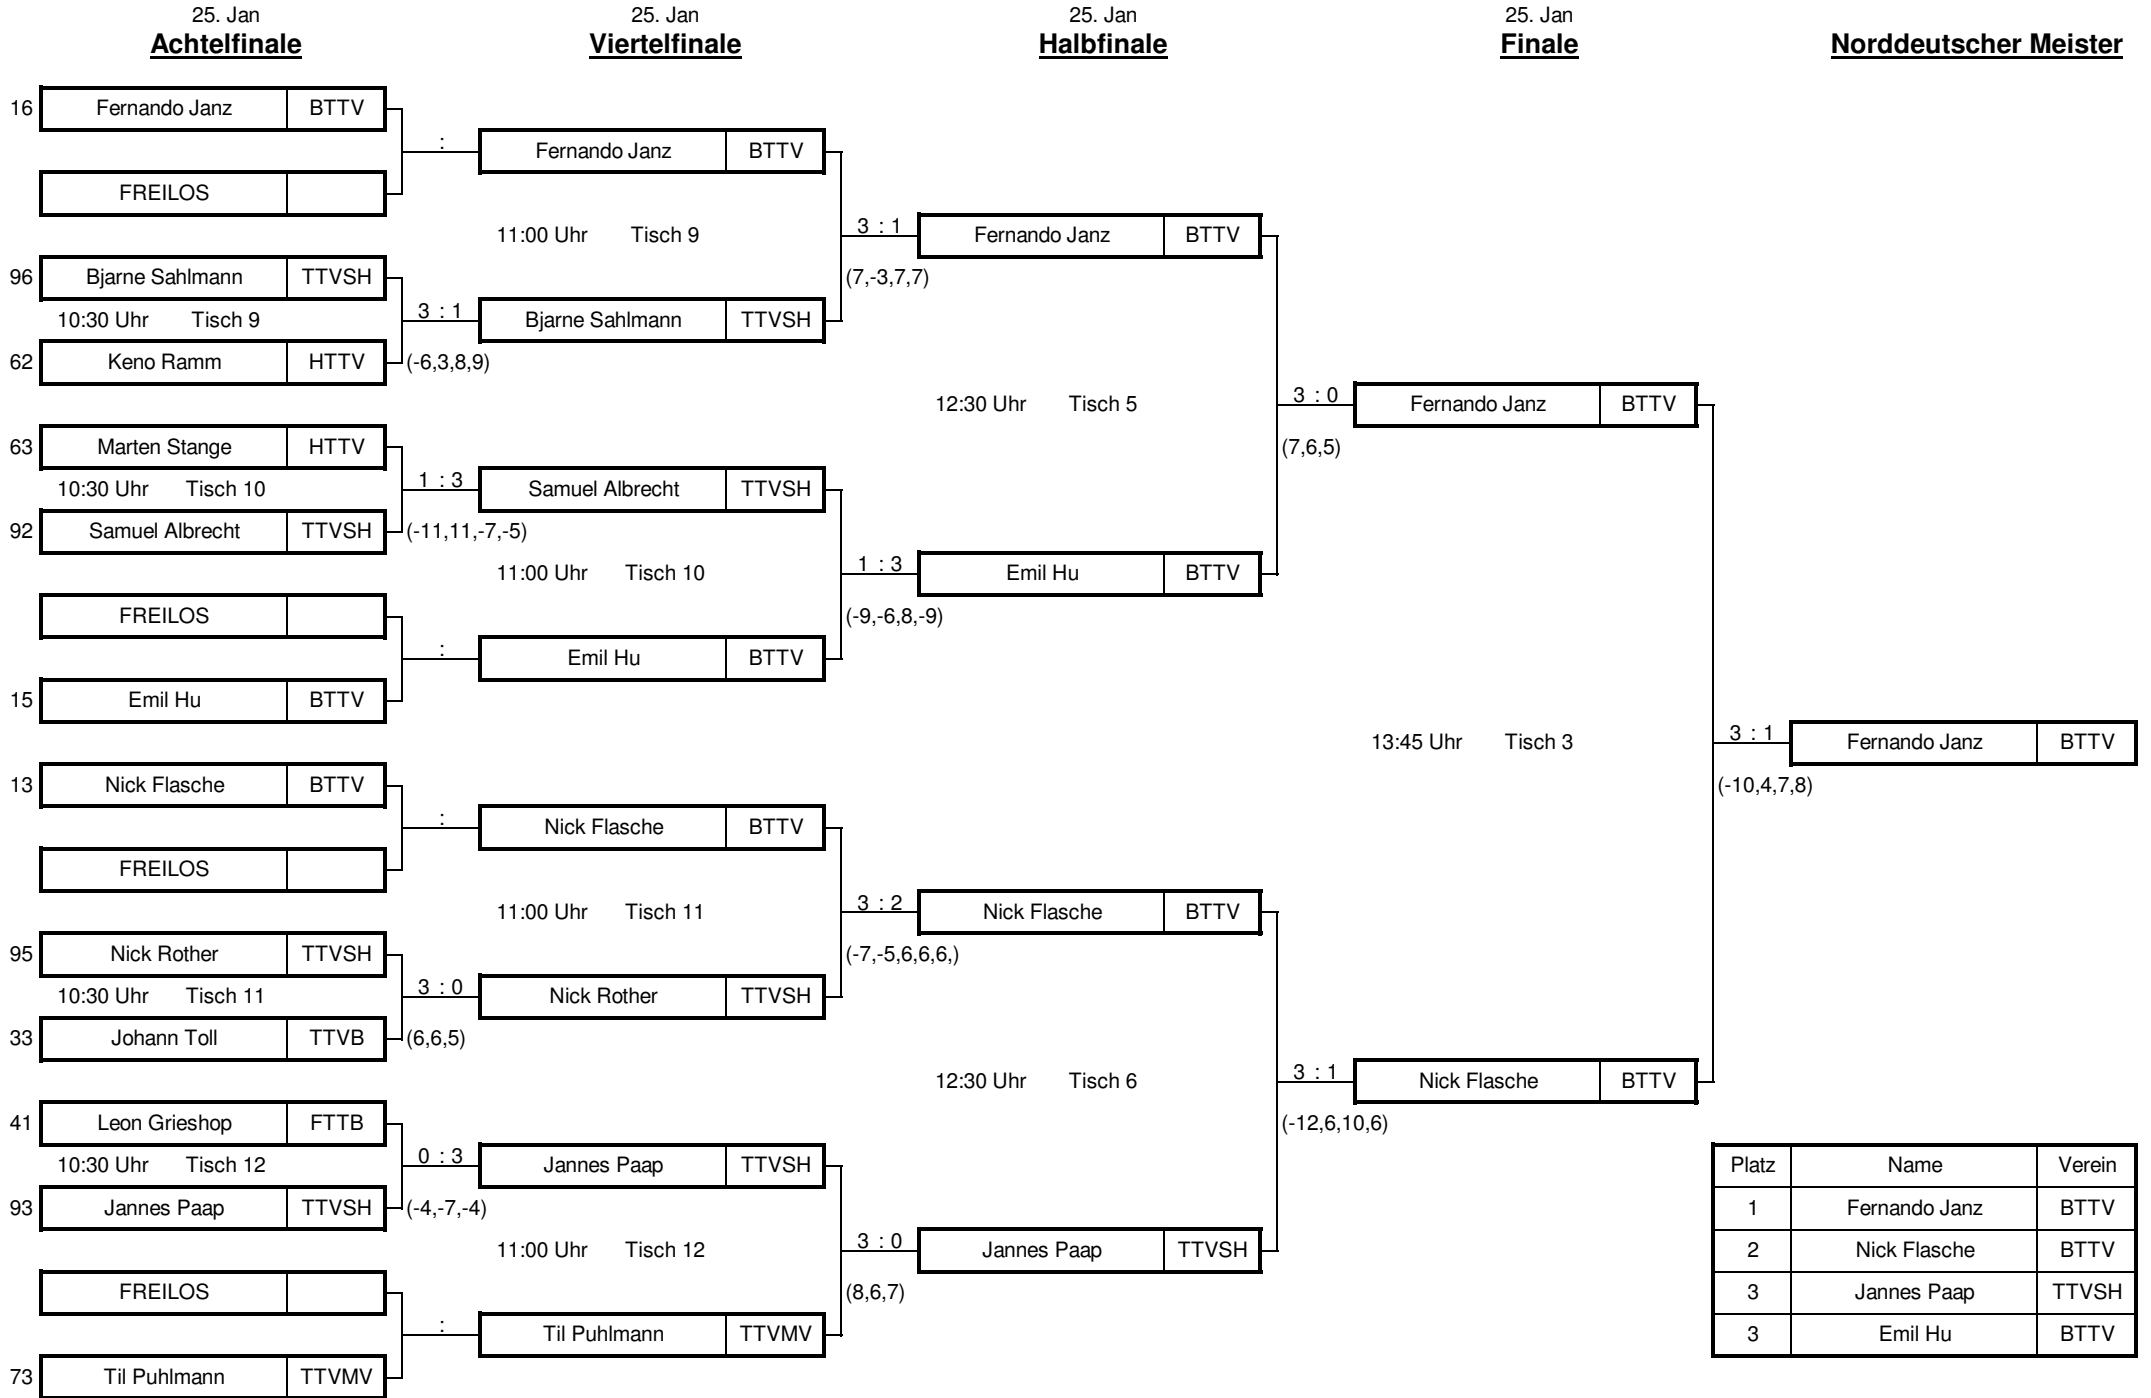 25. Jan 25. Jan 25. Jan 25. Jan
Achtelfinale Viertelfinale Halbfinale Finale Norddeutscher Meister
16 Fernando Janz BTTV
: Fernando Janz BTTV
FREILOS
11:00 Uhr Tisch 9 3 : 1 Fernando Janz BTTV
96 Bjarne Sahlmann TTVSH (7,-3,7,7)
10:30 Uhr Tisch 9 3 : 1 Bjarne Sahlmann TTVSH
62 Keno Ramm HTTV (-6,3,8,9)
12:30 Uhr Tisch 5 3 : 0 Fernando Janz BTTV
63 Marten Stange HTTV (7,6,5)
10:30 Uhr Tisch 10 1 : 3 Samuel Albrecht TTVSH
92 Samuel Albrecht TTVSH (-11,11,-7,-5)
11:00 Uhr Tisch 10 1 : 3 Emil Hu BTTV
FREILOS (-9,-6,8,-9)
: Emil Hu BTTV
15 Emil Hu BTTV
13:45 Uhr Tisch 3 3 : 1 Fernando Janz BTTV
13 Nick Flasche BTTV (-10,4,7,8)
: Nick Flasche BTTV
FREILOS
11:00 Uhr Tisch 11 3 : 2 Nick Flasche BTTV
95 Nick Rother TTVSH (-7,-5,6,6,6,)
10:30 Uhr Tisch 11 3 : 0 Nick Rother TTVSH
33 Johann Toll TTVB (6,6,5)
12:30 Uhr Tisch 6 3 : 1 Nick Flasche BTTV
41 Leon Grieshop FTTB (-12,6,10,6)
10:30 Uhr Tisch 12 0 : 3 Jannes Paap TTVSH Platz Name Verein
93 Jannes Paap TTVSH (-4,-7,-4) 1 Fernando Janz BTTV
11:00 Uhr Tisch 12 3 : 0 Jannes Paap TTVSH 2 Nick Flasche BTTV
FREILOS (8,6,7) 3 Jannes Paap TTVSH
: Til Puhlmann TTVMV 3 Emil Hu BTTV
73 Til Puhlmann TTVMV